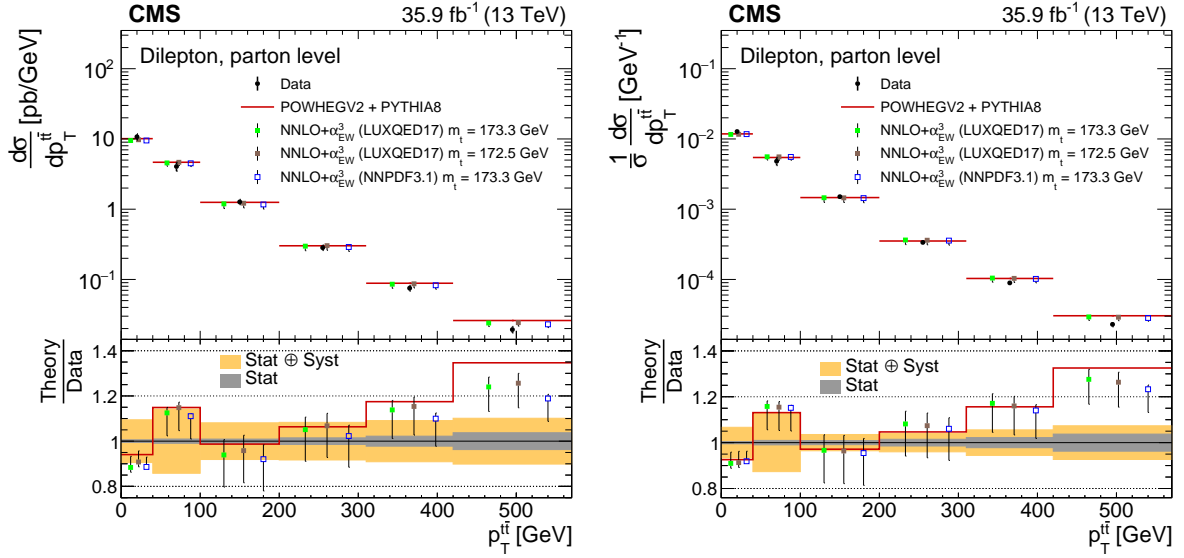 CMS 35.9 fb⁻¹ (13 TeV)
dσ/dp_T^{tt̄} [pb/GeV]
Dilepton, parton level
Data
POWHEGV2 + PYTHIA8
NNLO+α³_EW (LUXQED17) m_t = 173.3 GeV
NNLO+α³_EW (LUXQED17) m_t = 172.5 GeV
NNLO+α³_EW (NNPDF3.1) m_t = 173.3 GeV
10²
10
1
10⁻¹
Theory/Data
Stat ⊕ Syst
Stat
1.4
1.2
1.0
0.8
0 100 200 300 400 500
p_T^{tt̄} [GeV]
CMS 35.9 fb⁻¹ (13 TeV)
1/σ dσ/dp_T^{tt̄} [GeV⁻¹]
Dilepton, parton level
Data
POWHEGV2 + PYTHIA8
NNLO+α³_EW (LUXQED17) m_t = 173.3 GeV
NNLO+α³_EW (LUXQED17) m_t = 172.5 GeV
NNLO+α³_EW (NNPDF3.1) m_t = 173.3 GeV
10⁻¹
10⁻²
10⁻³
10⁻⁴
Theory/Data
Stat ⊕ Syst
Stat
1.4
1.2
1.0
0.8
0 100 200 300 400 500
p_T^{tt̄} [GeV]